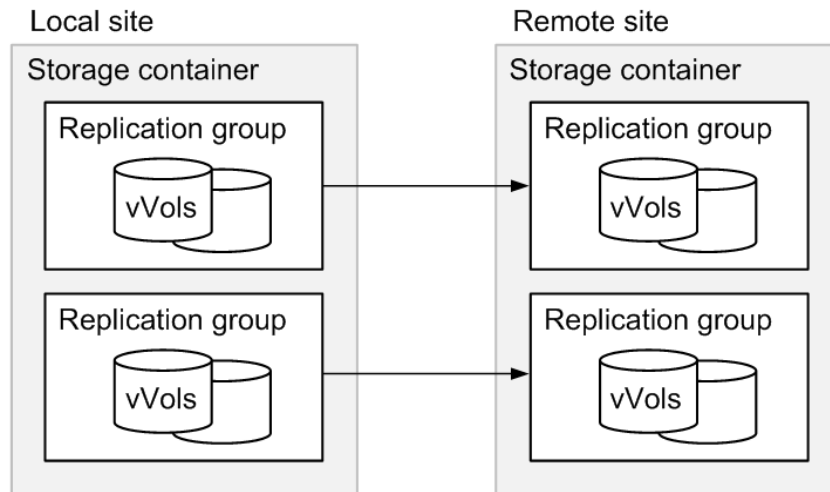 Local site
Storage container
Replication group
vVols
Replication group
vVols
Remote site
Storage container
Replication group
vVols
Replication group
vVols